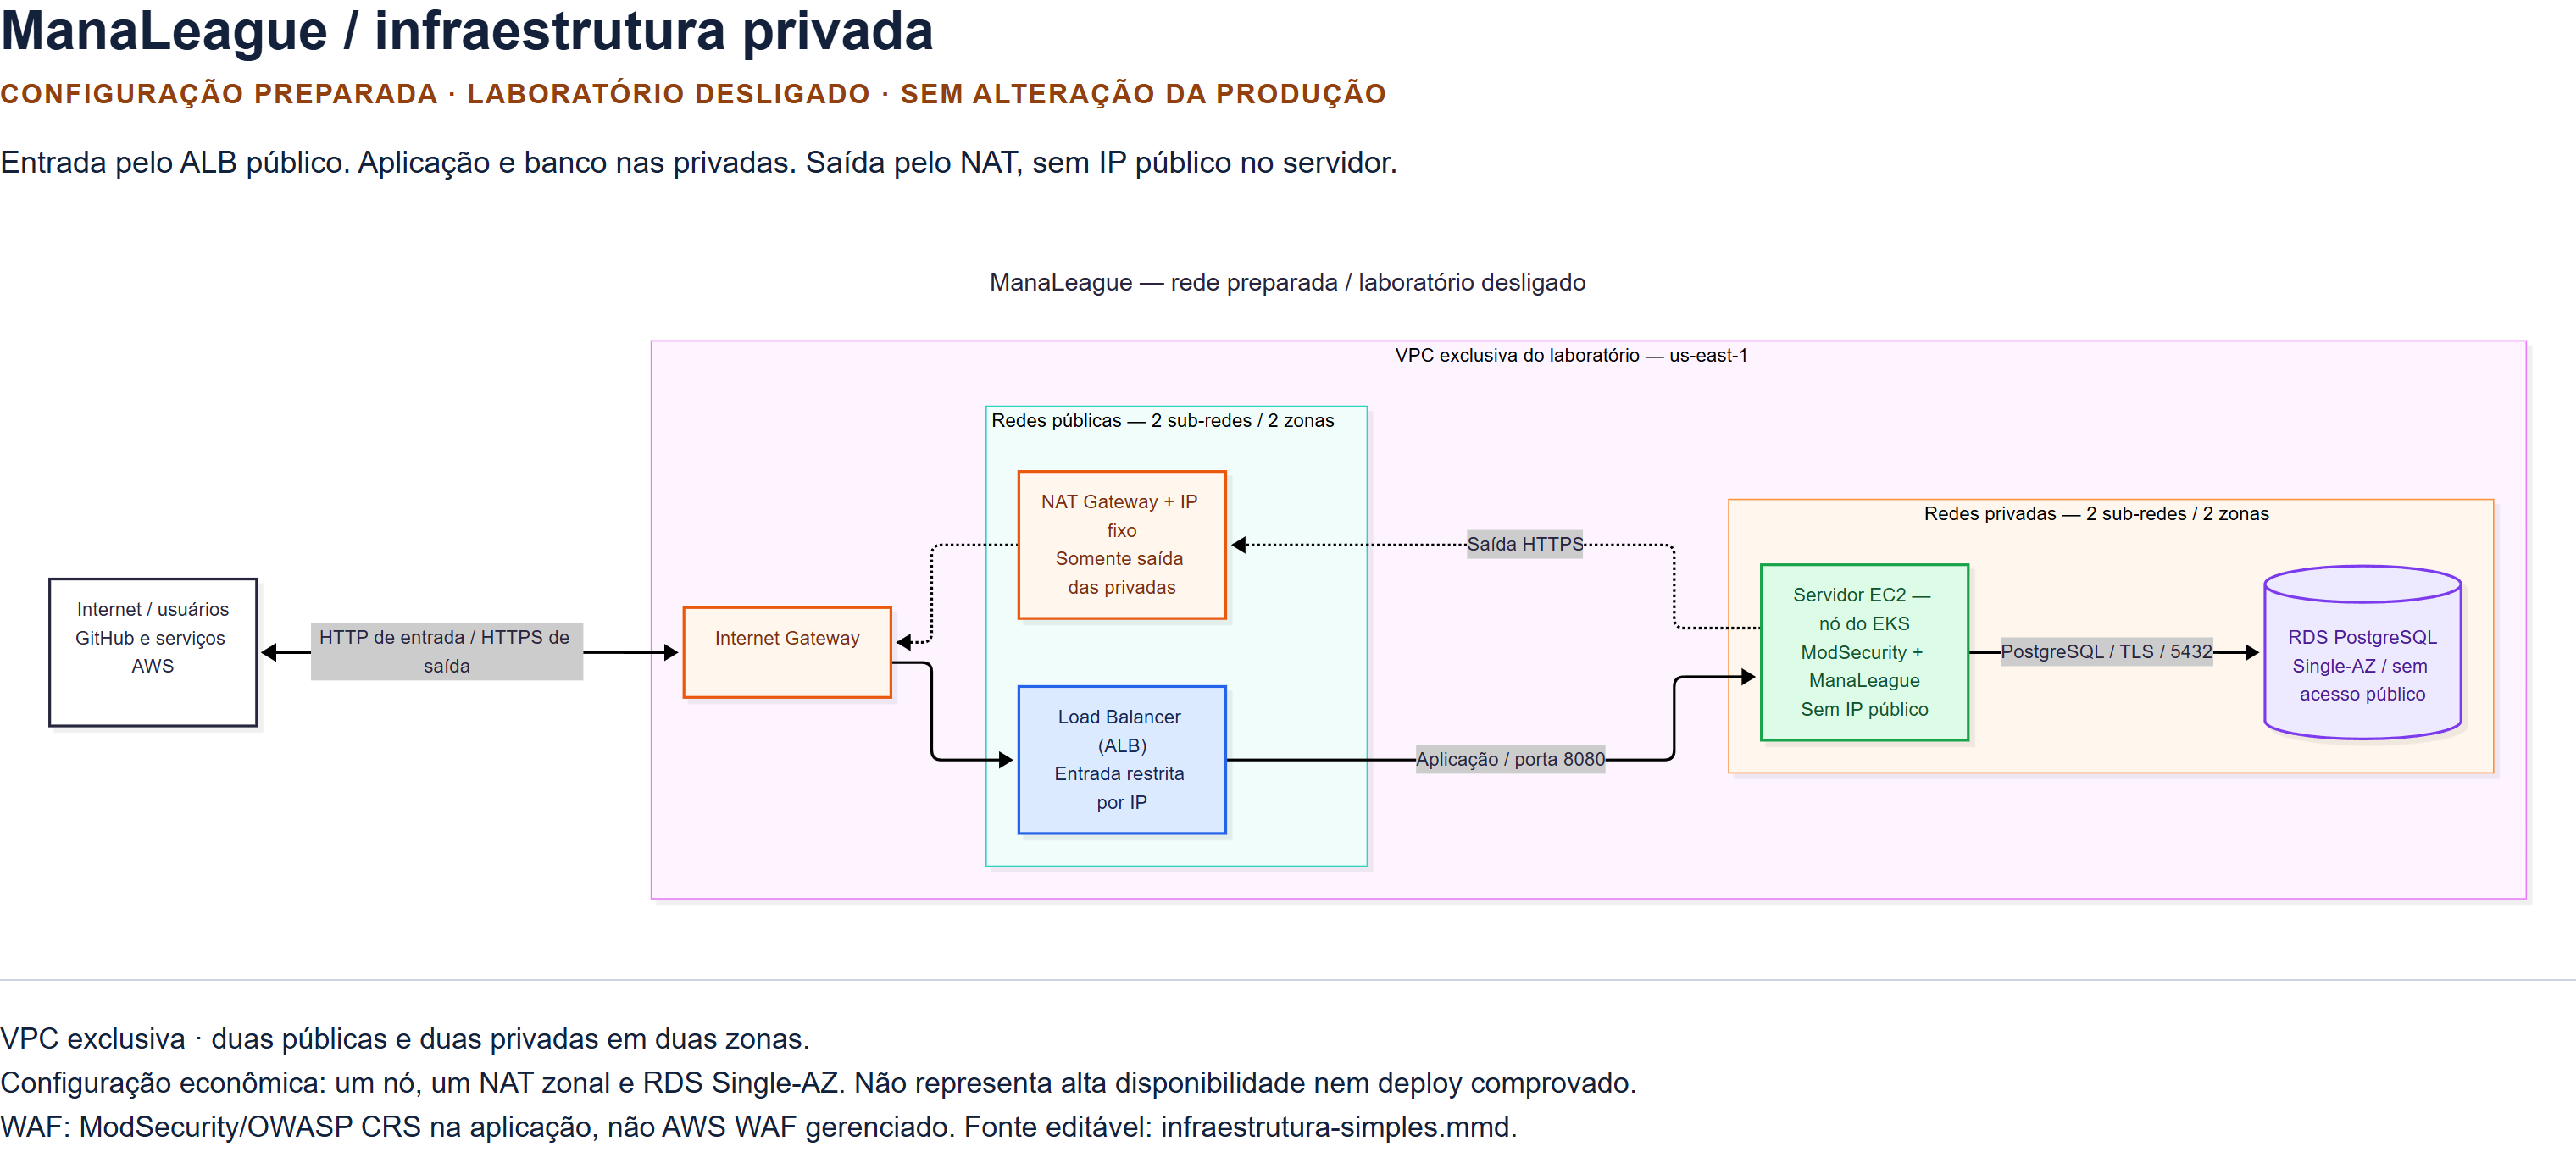 ManaLeague / infraestrutura privada
CONFIGURAÇÃO PREPARADA · LABORATÓRIO DESLIGADO · SEM ALTERAÇÃO DA PRODUÇÃO
Entrada pelo ALB público. Aplicação e banco nas privadas. Saída pelo NAT, sem IP público no servidor.
ManaLeague — rede preparada / laboratório desligado
VPC exclusiva do laboratório — us-east-1
Redes públicas — 2 sub-redes / 2 zonas
NAT Gateway + IP
fixo
Somente saída
das privadas
Saída HTTPS
Redes privadas — 2 sub-redes / 2 zonas
Internet / usuários
GitHub e serviços
AWS
HTTP de entrada / HTTPS de
saída
Internet Gateway
Load Balancer
(ALB)
Entrada restrita
por IP
Aplicação / porta 8080
Servidor EC2 —
nó do EKS
ModSecurity +
ManaLeague
Sem IP público
PostgreSQL / TLS / 5432
RDS PostgreSQL
Single-AZ / sem
acesso público
VPC exclusiva · duas públicas e duas privadas em duas zonas.
Configuração econômica: um nó, um NAT zonal e RDS Single-AZ. Não representa alta disponibilidade nem deploy comprovado.
WAF: ModSecurity/OWASP CRS na aplicação, não AWS WAF gerenciado. Fonte editável: infraestrutura-simples.mmd.